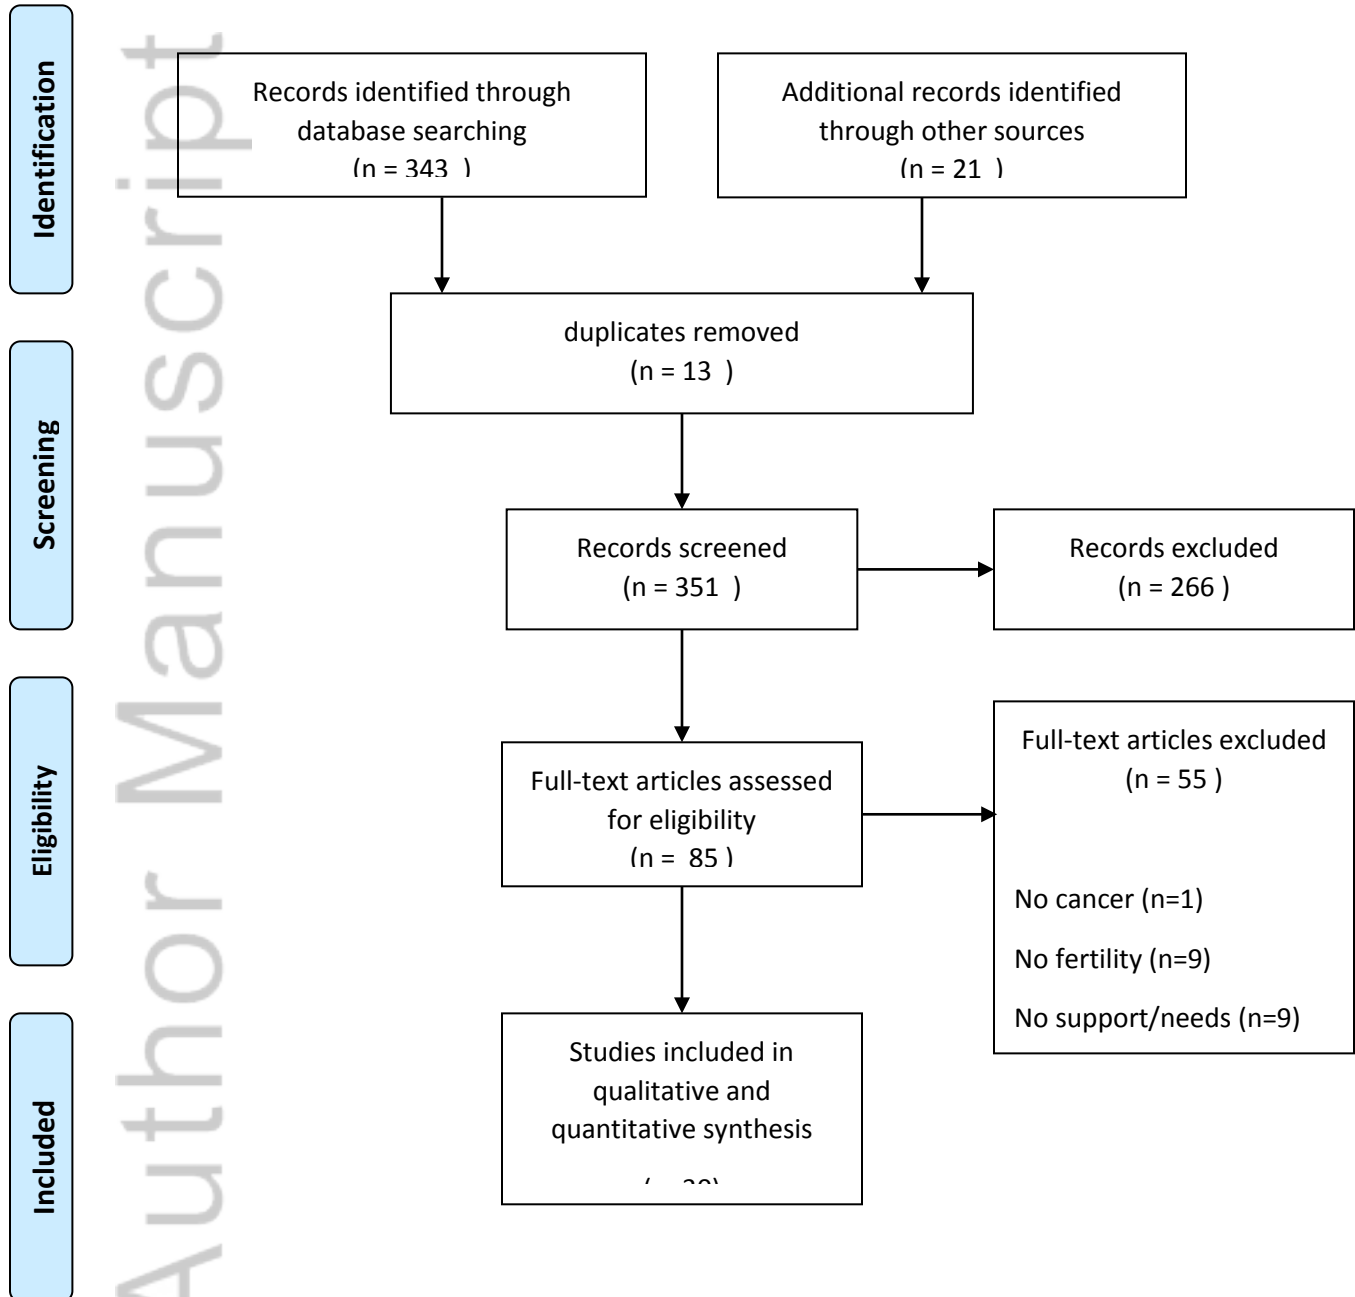 Identification
Records identified through
database searching
(n = 343 )
Additional records identified
through other sources
(n = 21 )
duplicates removed
(n = 13 )
Screening
Records screened
(n = 351 )
Records excluded
(n = 266 )
Eligibility
Full-text articles assessed
for eligibility
(n = 85 )
Full-text articles excluded
(n = 55 )
No cancer (n=1)
No fertility (n=9)
No support/needs (n=9)
Included
Studies included in
qualitative and
quantitative synthesis
Author Manuscript